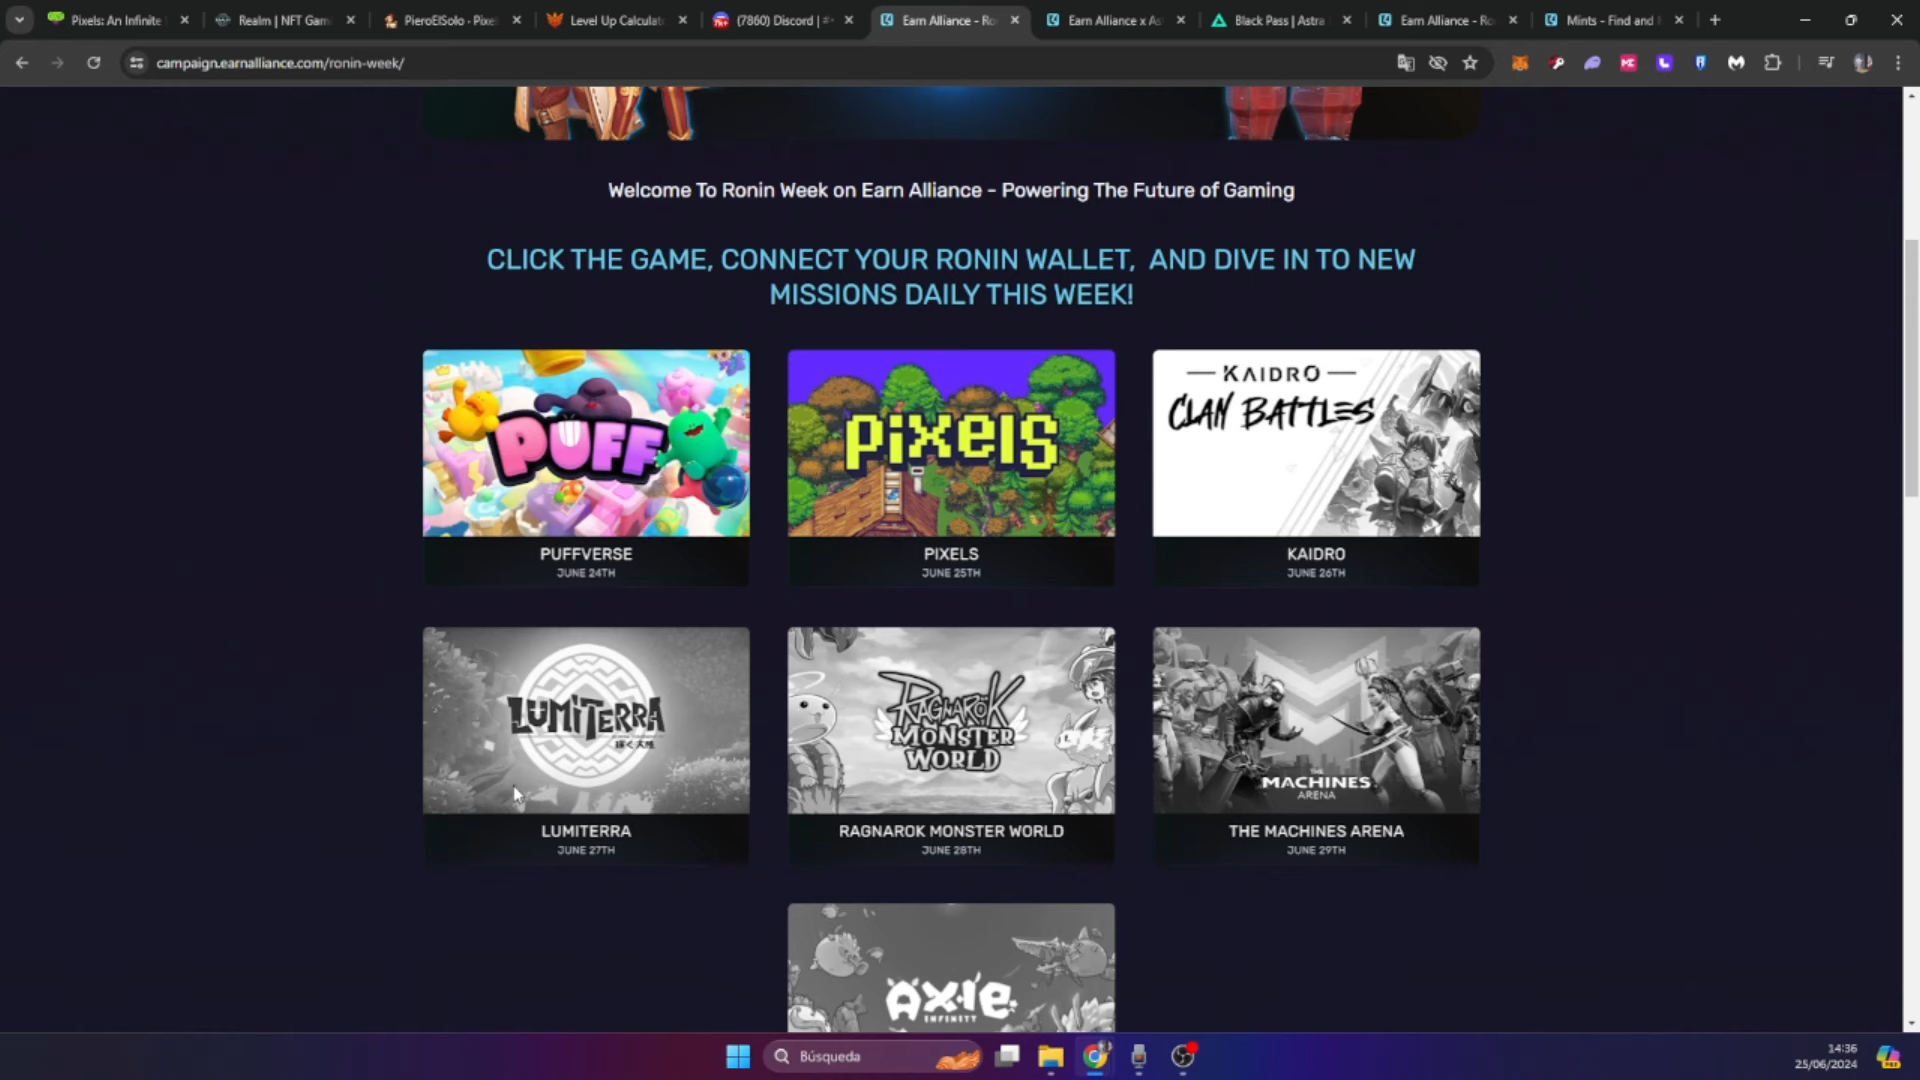 Pixels: An Infinite
Realm | NFT Gam
PieroElSolo - Pixe
Level Up Calculat
(7860) Discord | #
Earn Alliance - Ro
Earn Alliance x As
Black Pass | Astra
Earn Alliance - Ro
Mints - Find and
campaign.earnalliance.com/ronin-week/
Welcome To Ronin Week on Earn Alliance - Powering The Future of Gaming
CLICK THE GAME, CONNECT YOUR RONIN WALLET, AND DIVE IN TO NEW
MISSIONS DAILY THIS WEEK!
PUFF
PIXELS
KAIDRO
CLAN BATTLES
PUFFVERSE
JUNE 24TH
PIXELS
JUNE 25TH
KAIDRO
JUNE 26TH
LUMITERRA
RAGNAROK
MONSTER
WORLD
THE
MACHINES
ARENA
LUMITERRA
JUNE 27TH
RAGNAROK MONSTER WORLD
JUNE 28TH
THE MACHINES ARENA
JUNE 29TH
AXIE
INFINITY
Búsqueda
14:36
25/06/2024